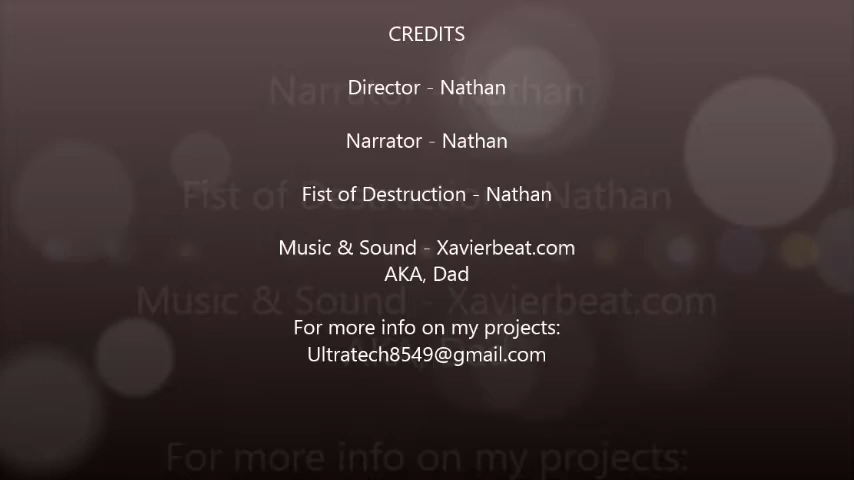 CREDITS
Director - Nathan
Narrator - Nathan
Fist of Destruction - Nathan
Music & Sound - Xavierbeat.com
AKA, Dad
For more info on my projects:
Ultratech8549@gmail.com